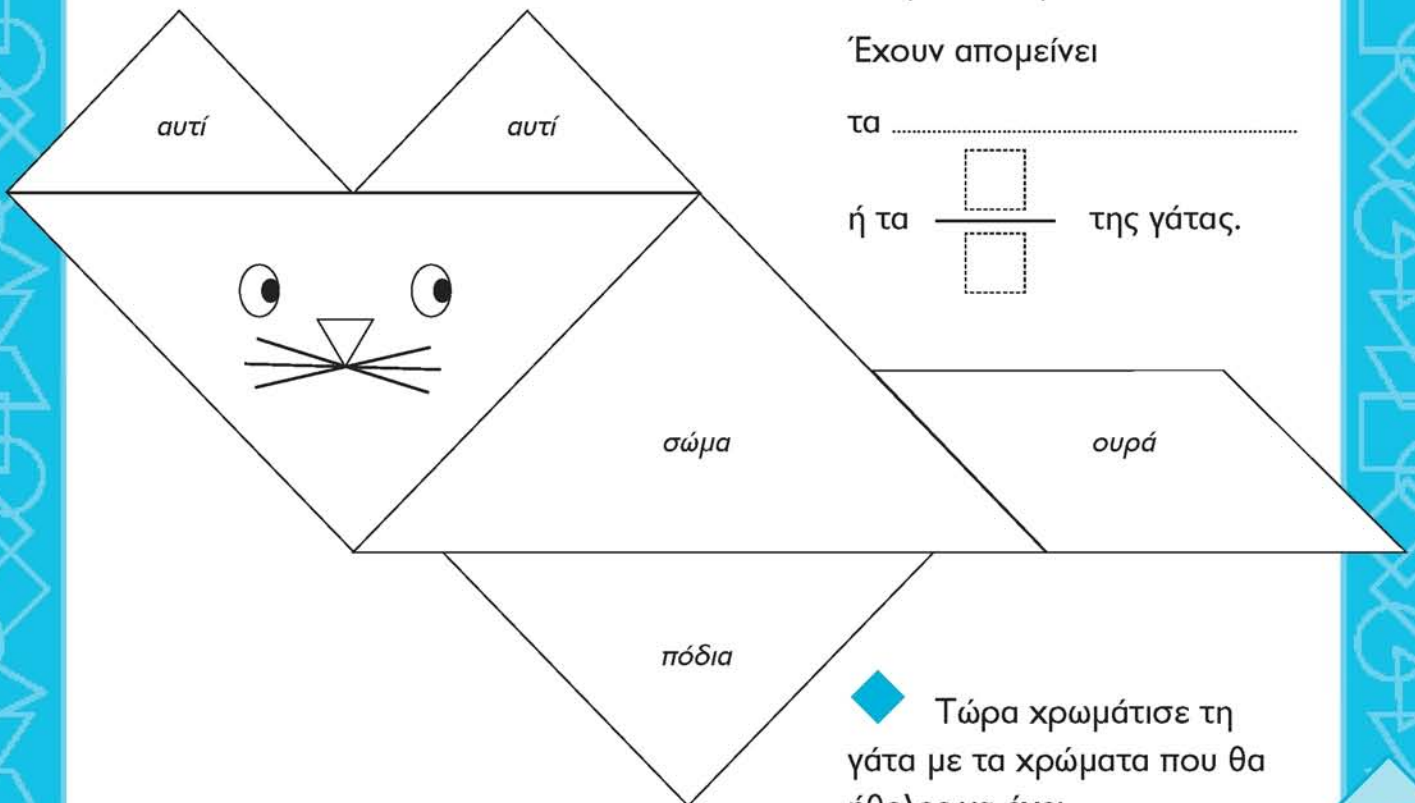 αυτί
αυτί
Έχουν απομείνει
τα ..........
ή τα
της γάτας.
σώμα
ουρά
πόδια
Τώρα χρωμάτισε τη
γάτα με τα χρώματα που θα